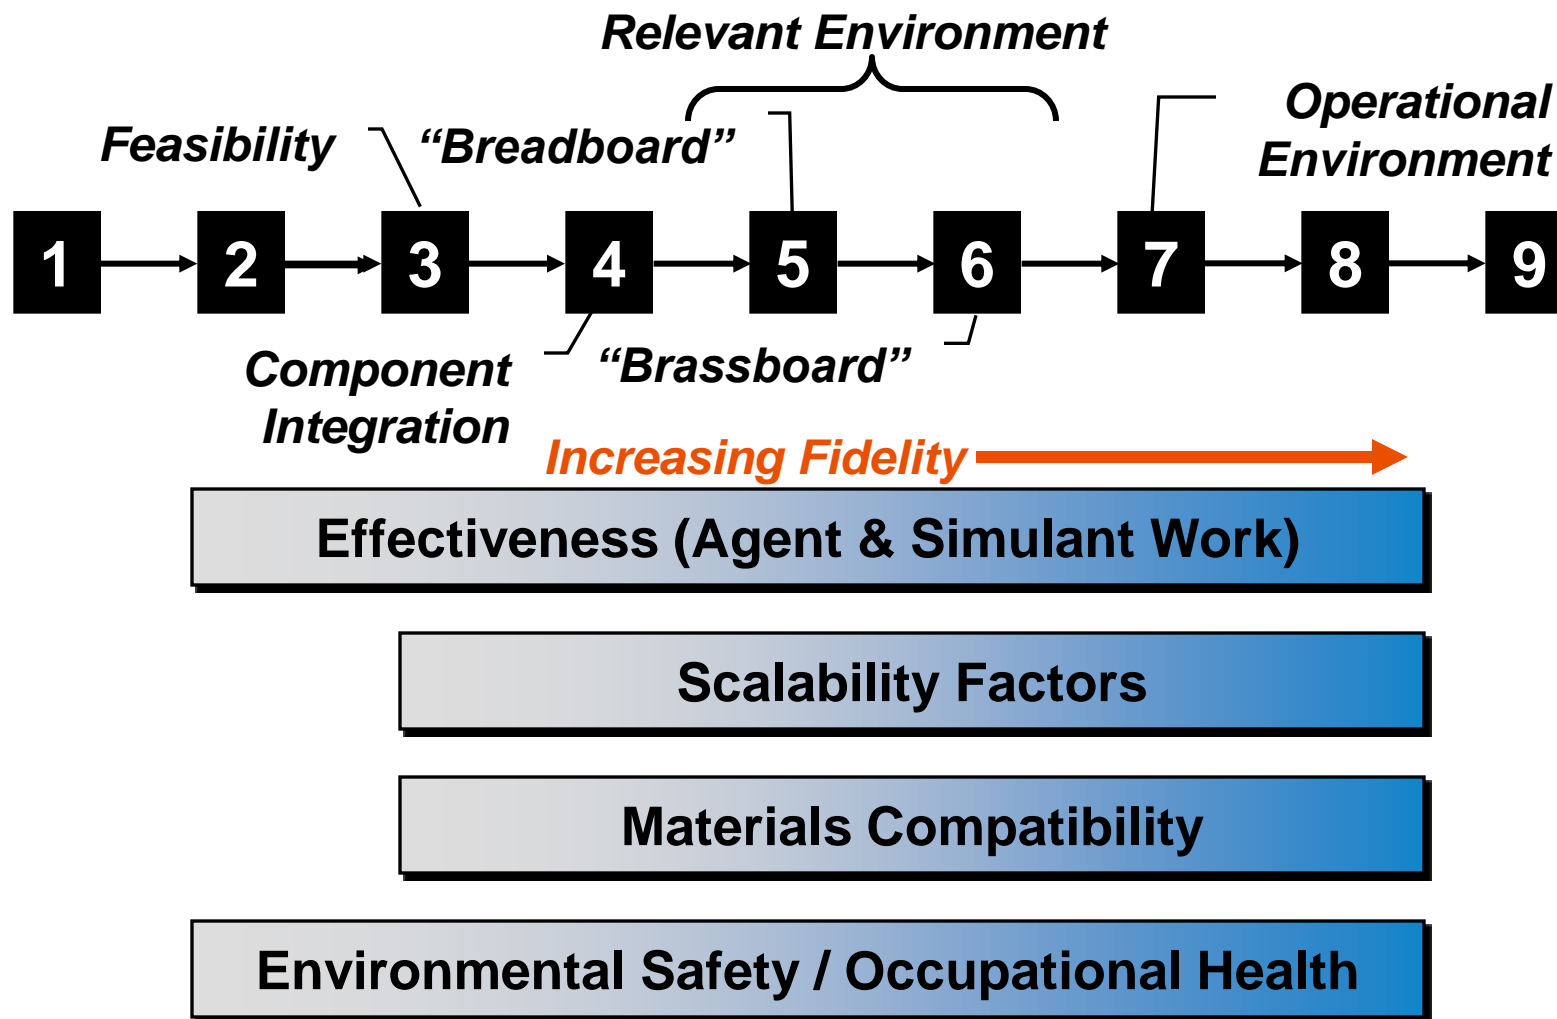 Relevant Environment
Operational
Environment
Feasibility
“Breadboard”
1
2
3
4
5
6
7
8
9
Component
Integration
“Brassboard”
Increasing Fidelity
Effectiveness (Agent & Simulant Work)
Scalability Factors
Materials Compatibility
Environmental Safety / Occupational Health